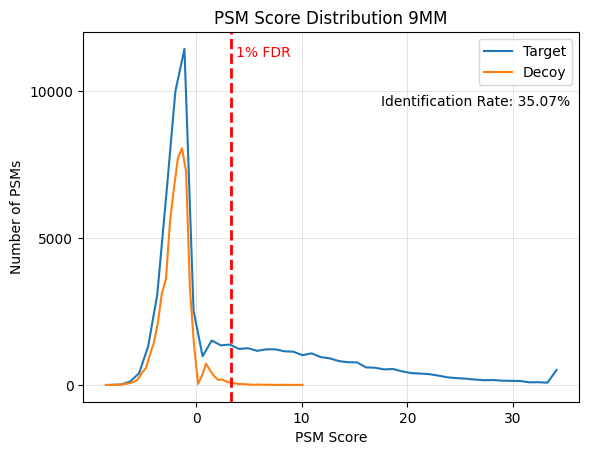 PSM Score Distribution 9MM
1% FDR
Target
Decoy
Identification Rate: 35.07%
Number of PSMs
10000
5000
0
0
10
20
30
PSM Score